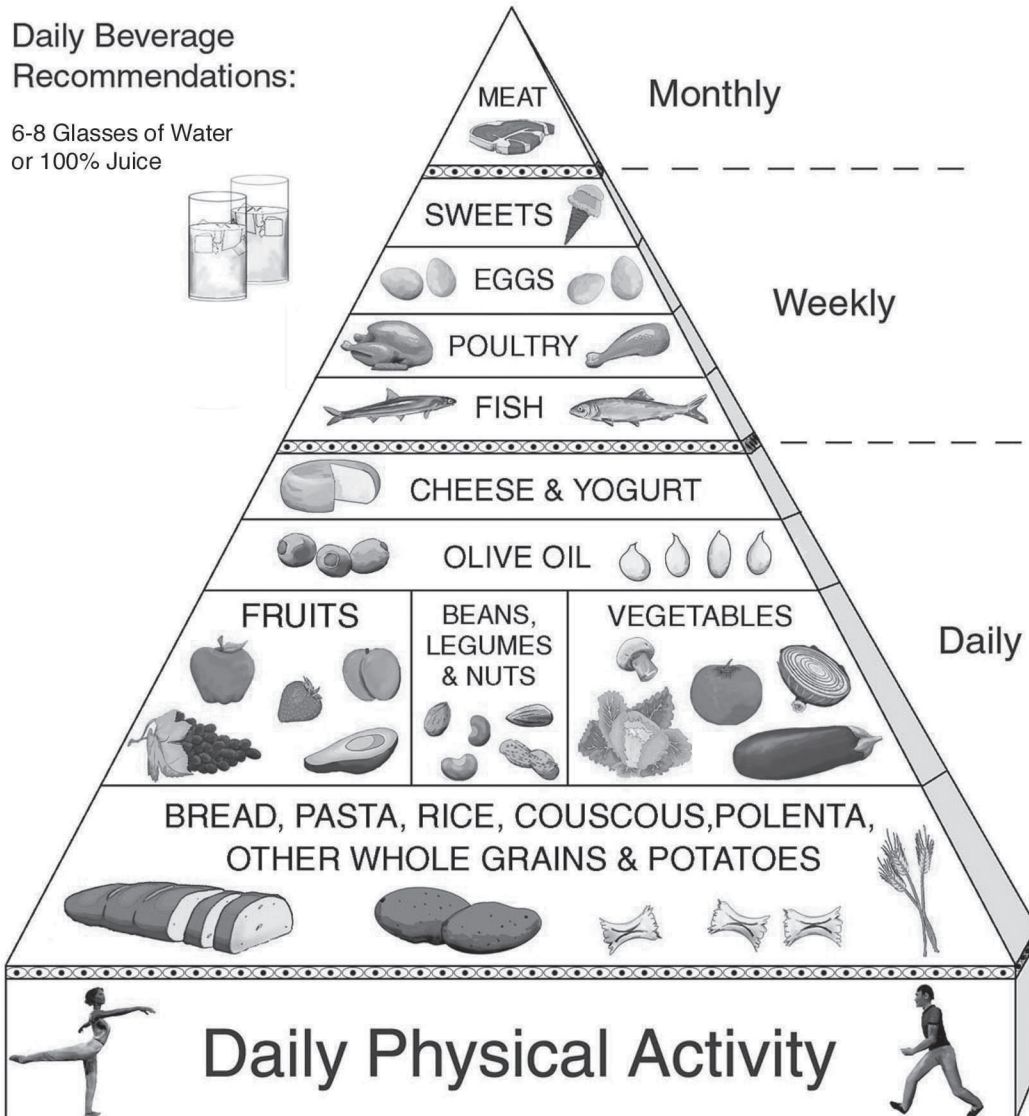 Daily Beverage
Recommendations:
6-8 Glasses of Water
or 100% Juice
MEAT
Monthly
SWEETS
EGGS
Weekly
POULTRY
FISH
CHEESE & YOGURT
OLIVE OIL
FRUITS
BEANS,
LEGUMES
& NUTS
VEGETABLES
Daily
BREAD, PASTA, RICE, COUSCOUS,POLENTA,
OTHER WHOLE GRAINS & POTATOES
Daily Physical Activity